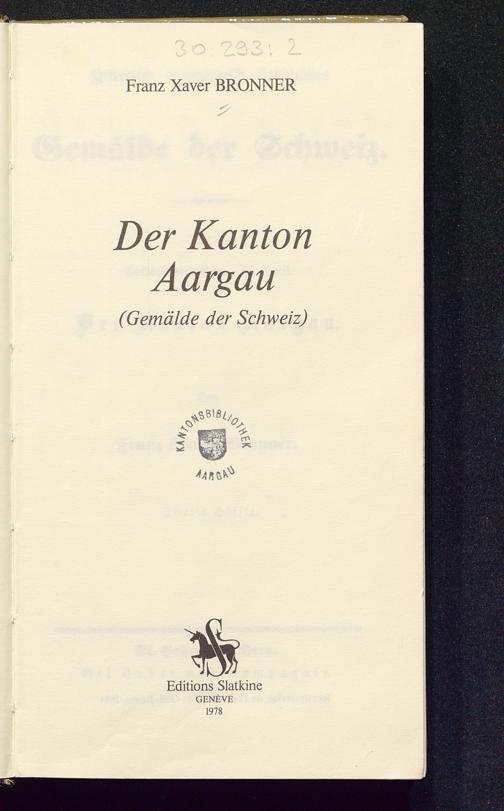 30 293: 2
Franz Xaver BRONNER
Der Kanton
Aargau
(Gemälde der Schweiz)
KANTONSBIBLIOTHEK
AARGAU
Editions Slatkine
GENÈVE
1978